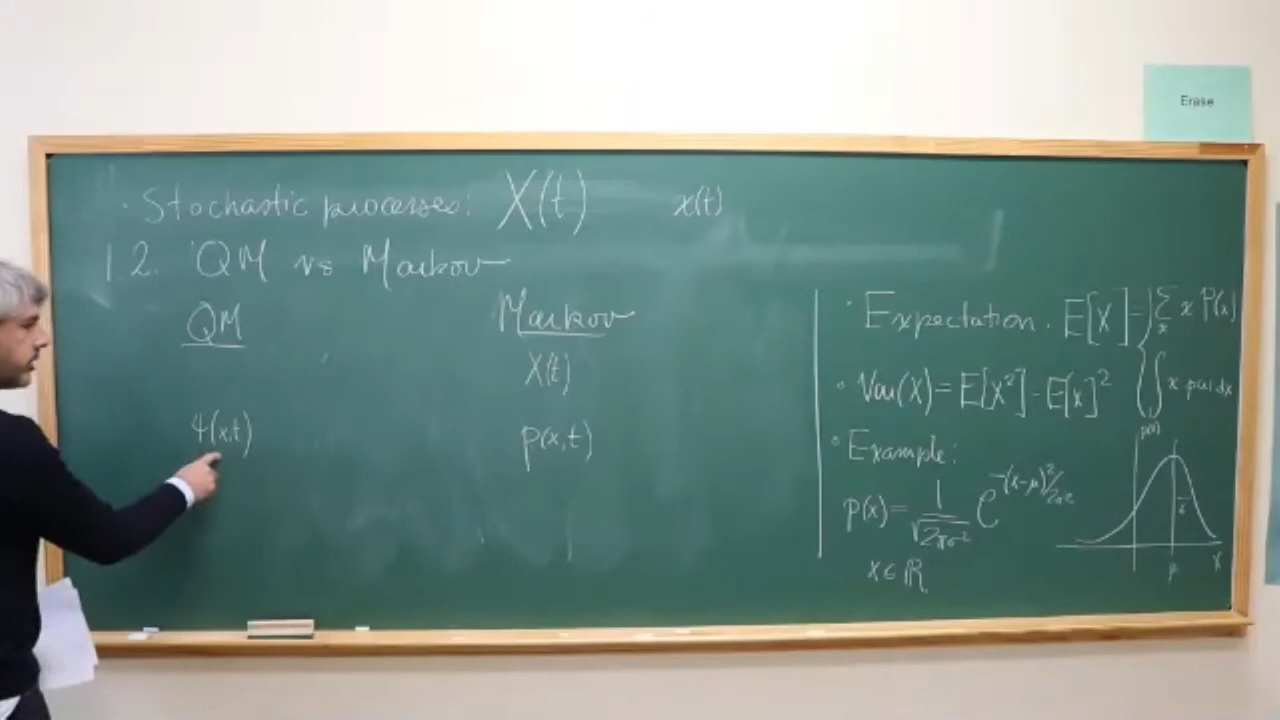 Erase
· Stochastic processes: X(t) x(t)
1.2. QM vs Markov
QM
ψ(x,t)
Markov
X(t)
p(x,t)
· Expectation. E[X] = { ∑ₓ x P(x)
∫ x p(x) dx
· Var(X) = E[X²] - E[X]²
· Example:
p(x) = 1/√(2πσ²) e^(-(x-μ)²/2σ²)
x ∈ ℝ
p(x)
σ
μ
x